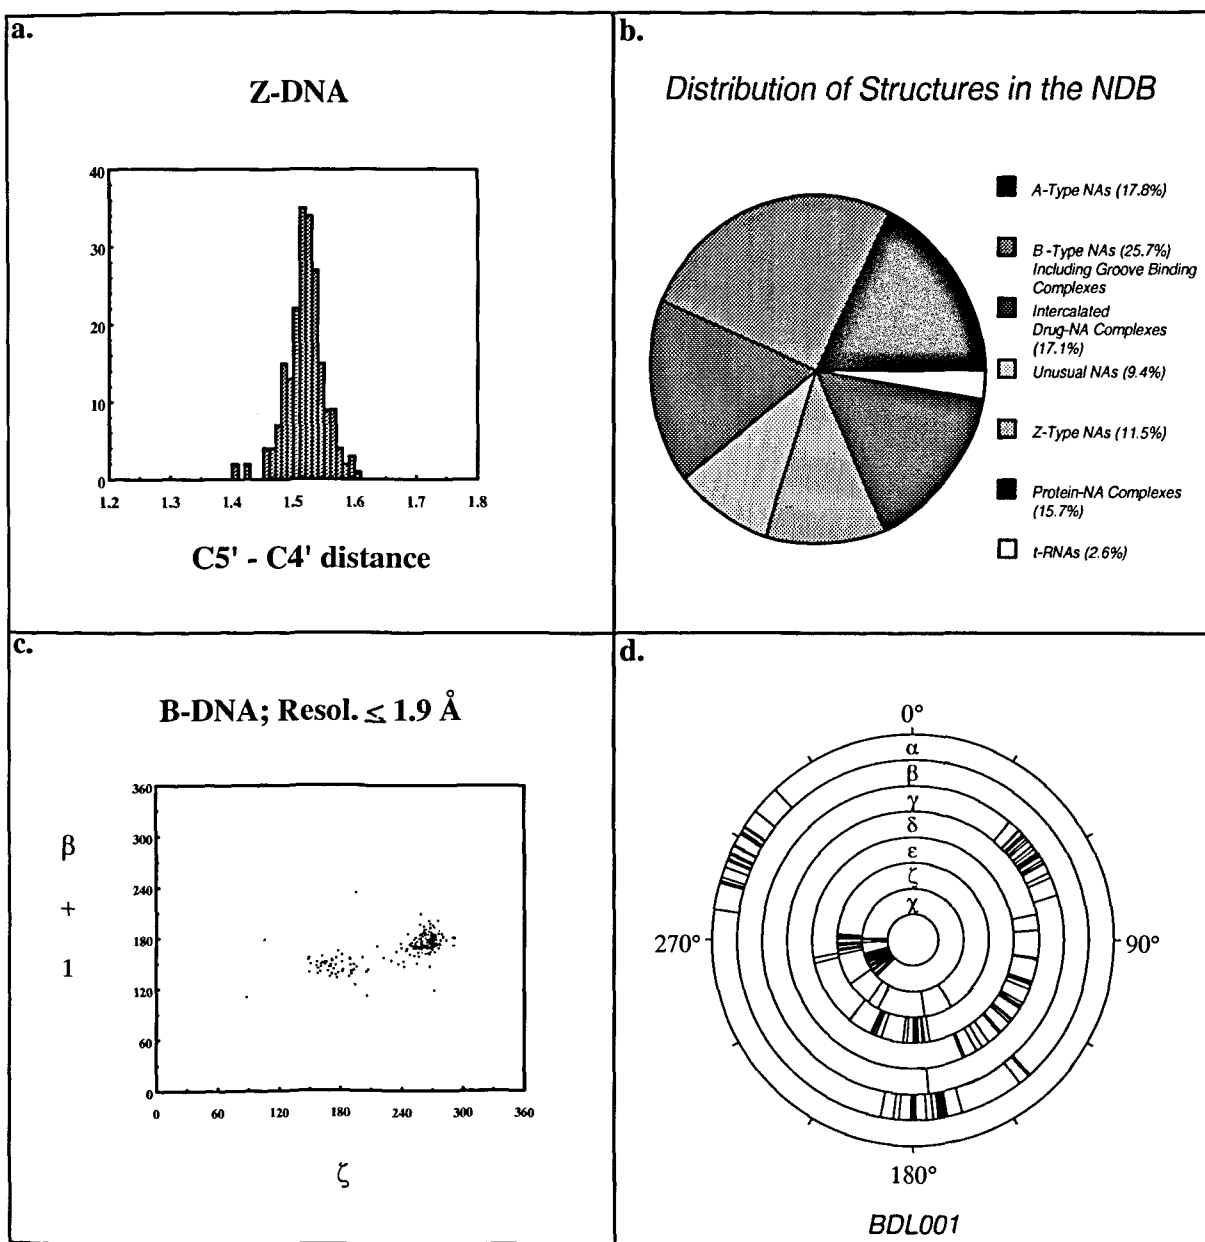 a.
Z-DNA
40
30
20
10
0
1.2 1.3 1.4 1.5 1.6 1.7 1.8
C5' - C4' distance
b.
Distribution of Structures in the NDB
A-Type NAs (17.8%)
B -Type NAs (25.7%)
Including Groove Binding
Complexes
Intercalated
Drug-NA Complexes
(17.1%)
Unusual NAs (9.4%)
Z-Type NAs (11.5%)
Protein-NA Complexes
(15.7%)
t-RNAs (2.6%)
c.
B-DNA; Resol. ≤ 1.9 Å
β
+
1
360
300
240
180
120
60
0
0 60 120 180 240 300 360
ζ
d.
0°
α
β
γ
δ
ε
ζ
χ
270° 90°
180°
BDL001